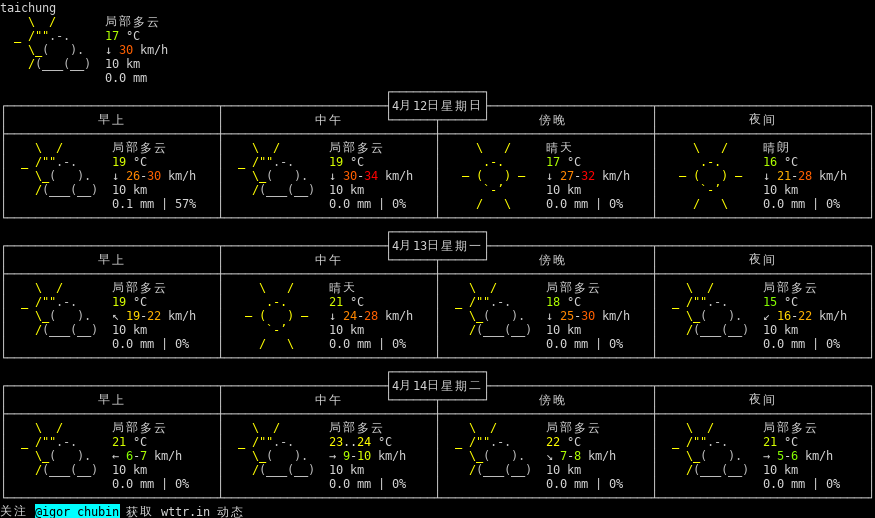 taichung
局部多云
17 °C
↓ 30 km/h
10 km
0.0 mm
4月12日星期日
早上 中午 傍晚 夜间
局部多云 局部多云 晴天 晴朗
19 °C 19 °C 17 °C 16 °C
↓ 26-30 km/h ↓ 30-34 km/h ↓ 27-32 km/h ↓ 21-28 km/h
10 km 10 km 10 km 10 km
0.1 mm | 57% 0.0 mm | 0% 0.0 mm | 0% 0.0 mm | 0%
4月13日星期一
早上 中午 傍晚 夜间
局部多云 晴天 局部多云 局部多云
19 °C 21 °C 18 °C 15 °C
↖ 19-22 km/h ↓ 24-28 km/h ↓ 25-30 km/h ↙ 16-22 km/h
10 km 10 km 10 km 10 km
0.0 mm | 0% 0.0 mm | 0% 0.0 mm | 0% 0.0 mm | 0%
4月14日星期二
早上 中午 傍晚 夜间
局部多云 局部多云 局部多云 局部多云
21 °C 23..24 °C 22 °C 21 °C
← 6-7 km/h → 9-10 km/h ↘ 7-8 km/h → 5-6 km/h
10 km 10 km 10 km 10 km
0.0 mm | 0% 0.0 mm | 0% 0.0 mm | 0% 0.0 mm | 0%
关注 @igor_chubin 获取 wttr.in 动态